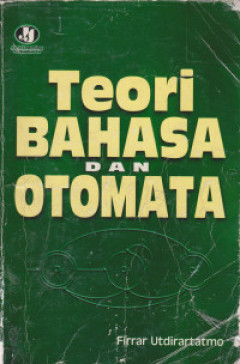 Teori
BAHASA
DAN
OTOMATA
Firrar Utdirartatmo